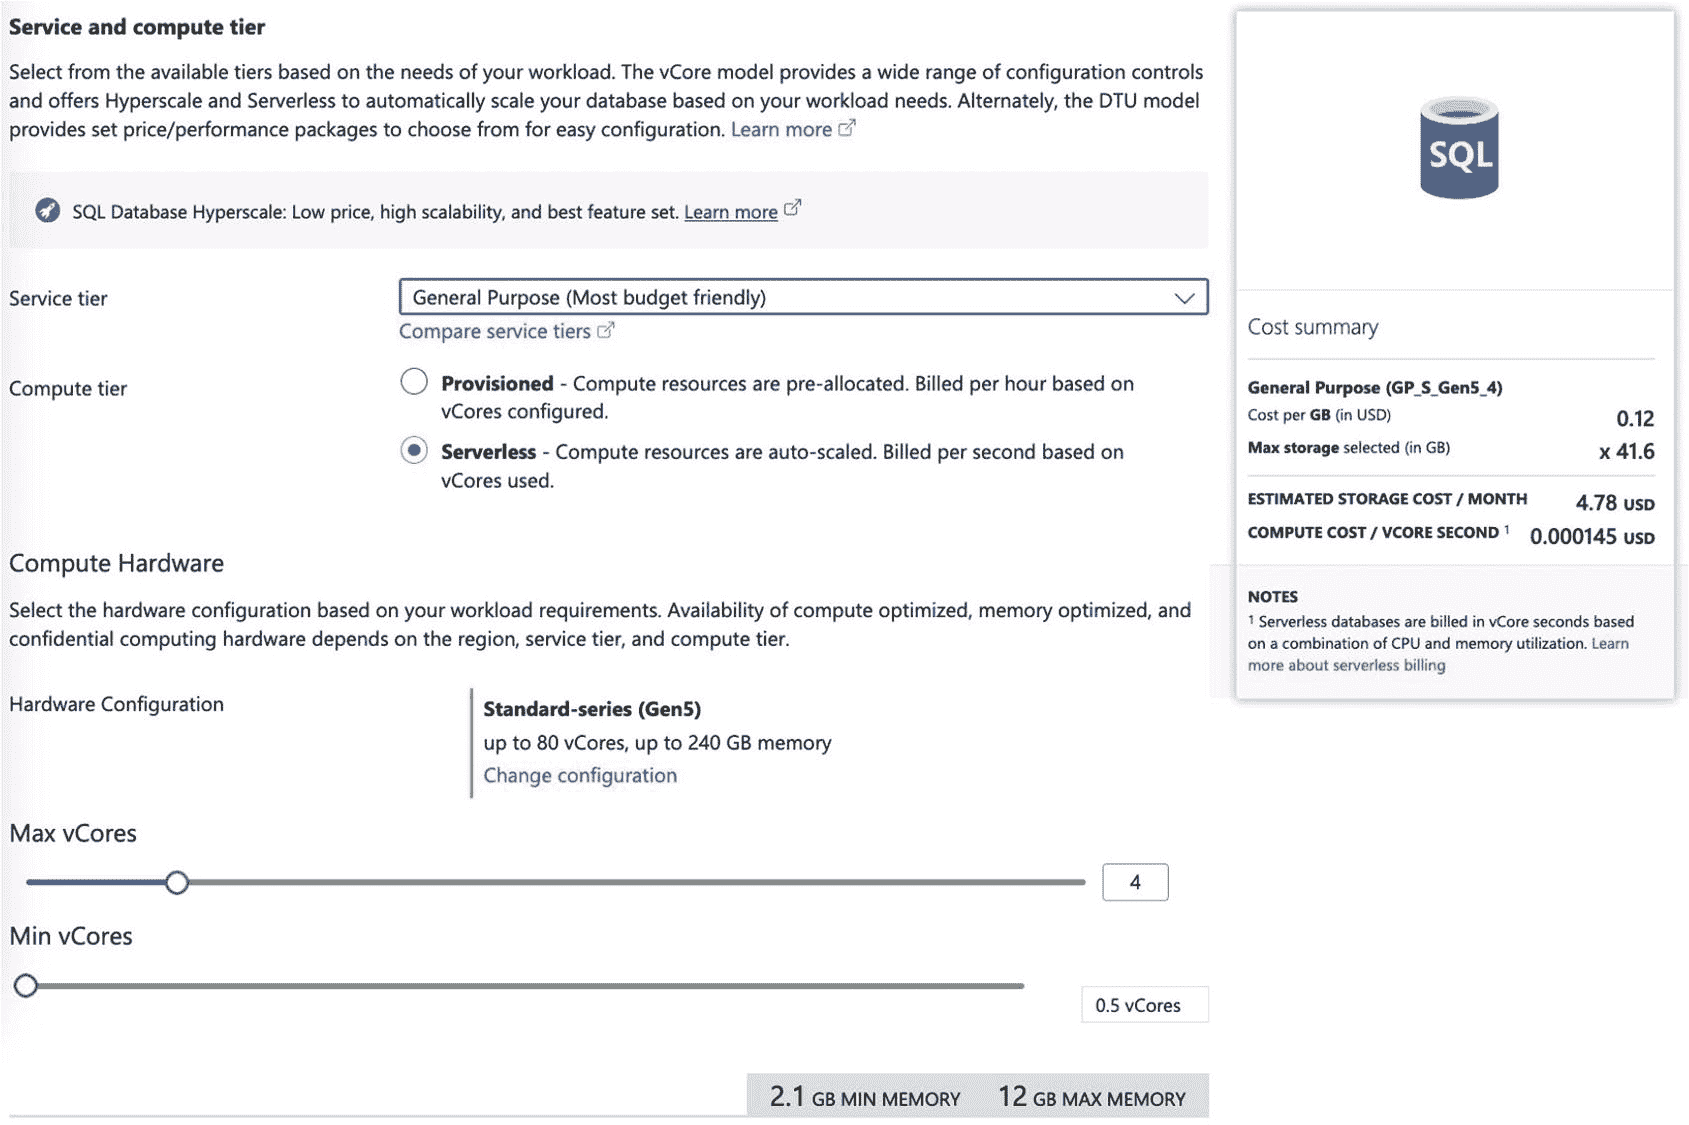 Service and compute tier
Select from the available tiers based on the needs of your workload. The vCore model provides a wide range of configuration controls
and offers Hyperscale and Serverless to automatically scale your database based on your workload needs. Alternately, the DTU model
provides set price/performance packages to choose from for easy configuration. Learn more
SQL Database Hyperscale: Low price, high scalability, and best feature set. Learn more
Service tier
General Purpose (Most budget friendly)
Compare service tiers
Compute tier
Provisioned - Compute resources are pre-allocated. Billed per hour based on
vCores configured.
Serverless - Compute resources are auto-scaled. Billed per second based on
vCores used.
Compute Hardware
Select the hardware configuration based on your workload requirements. Availability of compute optimized, memory optimized, and
confidential computing hardware depends on the region, service tier, and compute tier.
Hardware Configuration
Standard-series (Gen5)
up to 80 vCores, up to 240 GB memory
Change configuration
Max vCores
4
Min vCores
0.5 vCores
2.1 GB MIN MEMORY 12 GB MAX MEMORY
SQL
Cost summary
General Purpose (GP_S_Gen5_4)
Cost per GB (in USD) 0.12
Max storage selected (in GB) x 41.6
ESTIMATED STORAGE COST / MONTH 4.78 USD
COMPUTE COST / VCORE SECOND 1 0.000145 USD
NOTES
1 Serverless databases are billed in vCore seconds based
on a combination of CPU and memory utilization. Learn
more about serverless billing